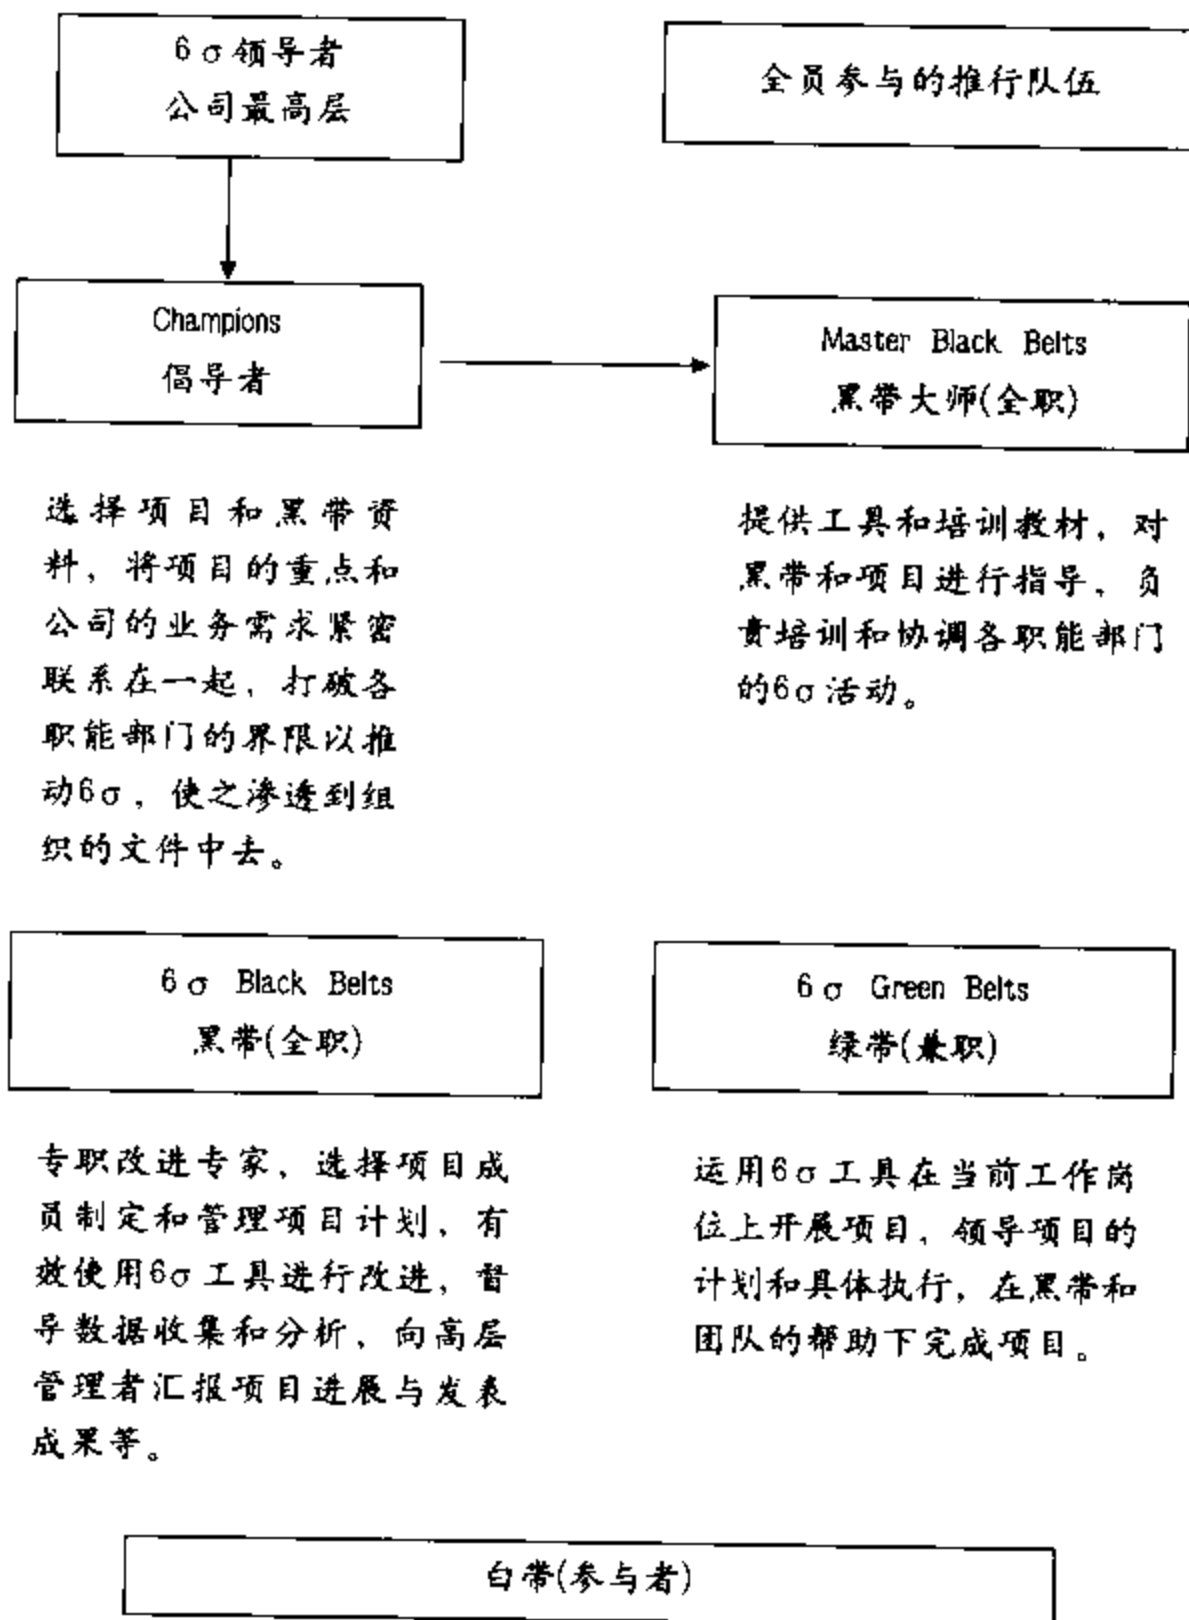 6σ领导者
公司最高层
全员参与的推行队伍
Champions
倡导者
Master Black Belts
黑带大师(全职)
选择项目和黑带资
料，将项目的重点和
公司的业务需求紧密
联系在一起，打破各
职能部门的界限以推
动6σ，使之渗透到组
织的文件中去。
提供工具和培训教材，对
黑带和项目进行指导，负
责培训和协调各职能部门
的6σ活动。
6σ Black Belts
黑带(全职)
6σ Green Belts
绿带(兼职)
专职改进专家，选择项目成
员制定和管理项目计划，有
效使用6σ工具进行改进，督
导数据收集和分析，向高层
管理者汇报项目进展与发表
成果等。
运用6σ工具在当前工作岗
位上开展项目，领导项目的
计划和具体执行，在黑带和
团队的帮助下完成项目。
白带(参与者)